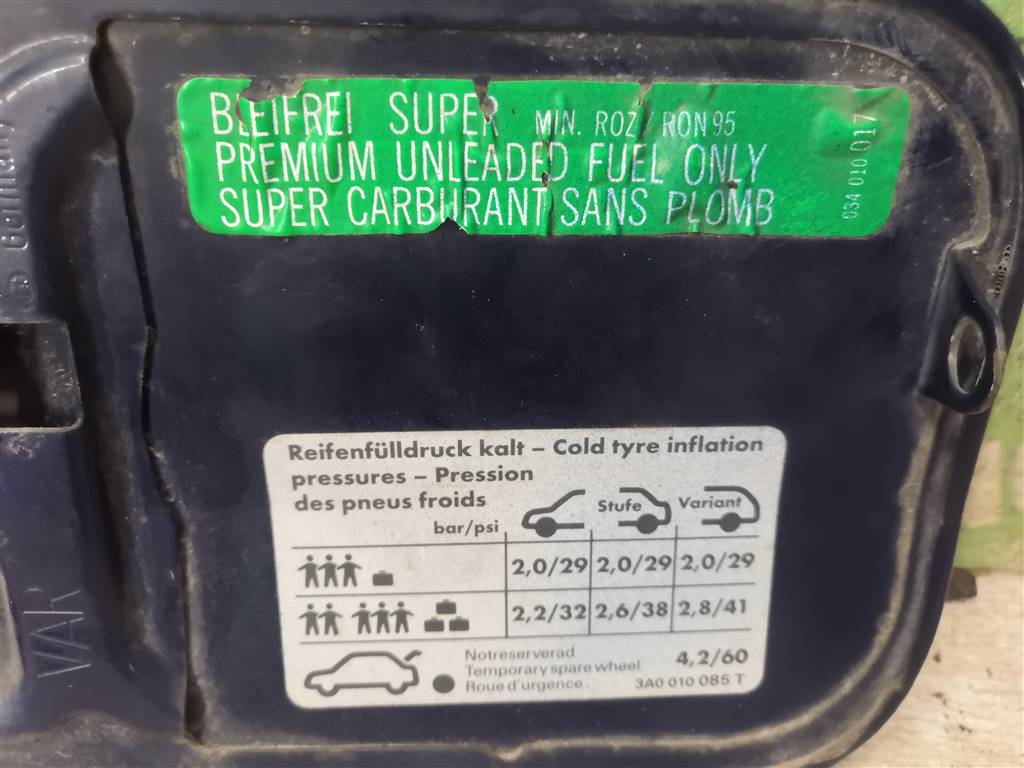 BLEIFREI SUPER MIN. ROZ / RON 95
PREMIUM UNLEADED FUEL ONLY
SUPER CARBURANT SANS PLOMB
034 010 017
Reifenfülldruck kalt – Cold tyre inflation
pressures – Pression
des pneus froids
bar/psi
Stufe
Variant
2,0/29 2,0/29 2,0/29
2,2/32 2,6/38 2,8/41
Notreserverad
Temporary spare wheel 4,2/60
Roue d'urgence 3A0 010 085 T
VAR